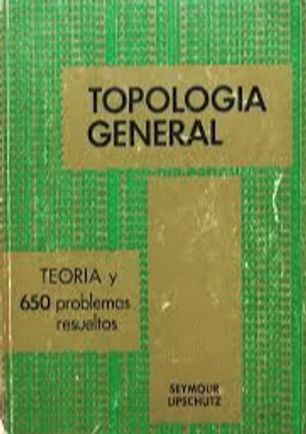 TOPOLOGIA
GENERAL
TEORIA y
650 problemas
resueltos
SEYMOUR
LIPSCHUTZ